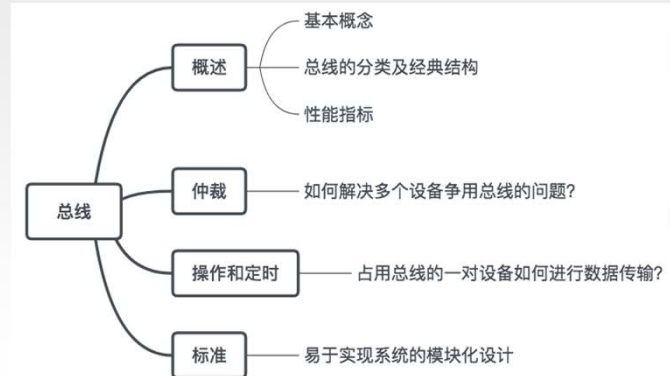 基本概念
概述
总线的分类及经典结构
性能指标
仲裁
如何解决多个设备争用总线的问题?
总线
操作和定时
占用总线的一对设备如何进行数据传输?
标准
易于实现系统的模块化设计